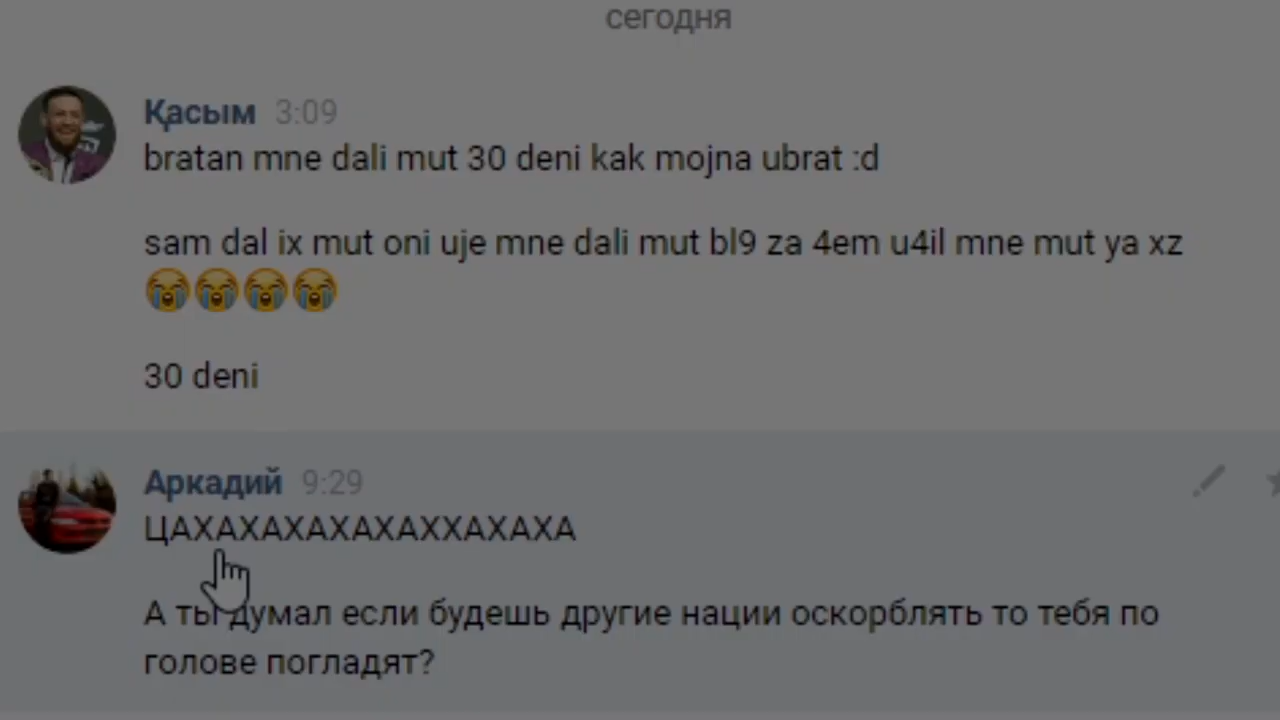 сегодня
Қасым 3:09
bratan mne dali mut 30 deni kak mojna ubrat :d
sam dal ix mut oni uje mne dali mut bl9 za 4em u4il mne mut ya xz
😭😭😭😭
30 deni
Аркадий 9:29
ЦАХАХАХАХАХАХХАХАХА
А ты думал если будешь другие нации оскорблять то тебя по
голове погладят?